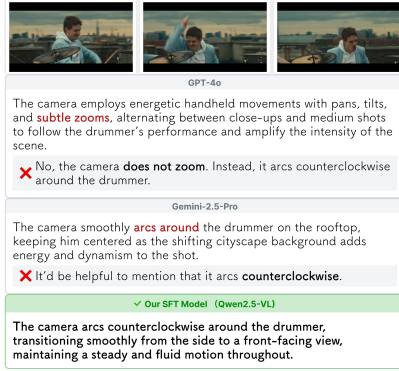 GPT-4o
The camera employs energetic handheld movements with pans, tilts,
and subtle zooms, alternating between close-ups and medium shots
to follow the drummer's performance and amplify the intensity of the
scene.
No, the camera does not zoom. Instead, it arcs counterclockwise
around the drummer.
Gemini-2.5-Pro
The camera smoothly arcs around the drummer on the rooftop,
keeping him centered as the shifting cityscape background adds
energy and dynamism to the shot.
It'd be helpful to mention that it arcs counterclockwise.
Our SFT Model (Qwen2.5-VL)
The camera arcs counterclockwise around the drummer,
transitioning smoothly from the side to a front-facing view,
maintaining a steady and fluid motion throughout.